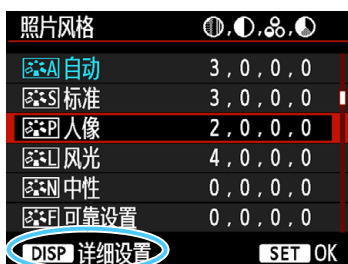 照片风格
A 自动 3,0,0,0
S 标准 3,0,0,0
P 人像 2,0,0,0
L 风光 4,0,0,0
N 中性 0,0,0,0
F 可靠设置 0,0,0,0
DISP 详细设置 SET OK